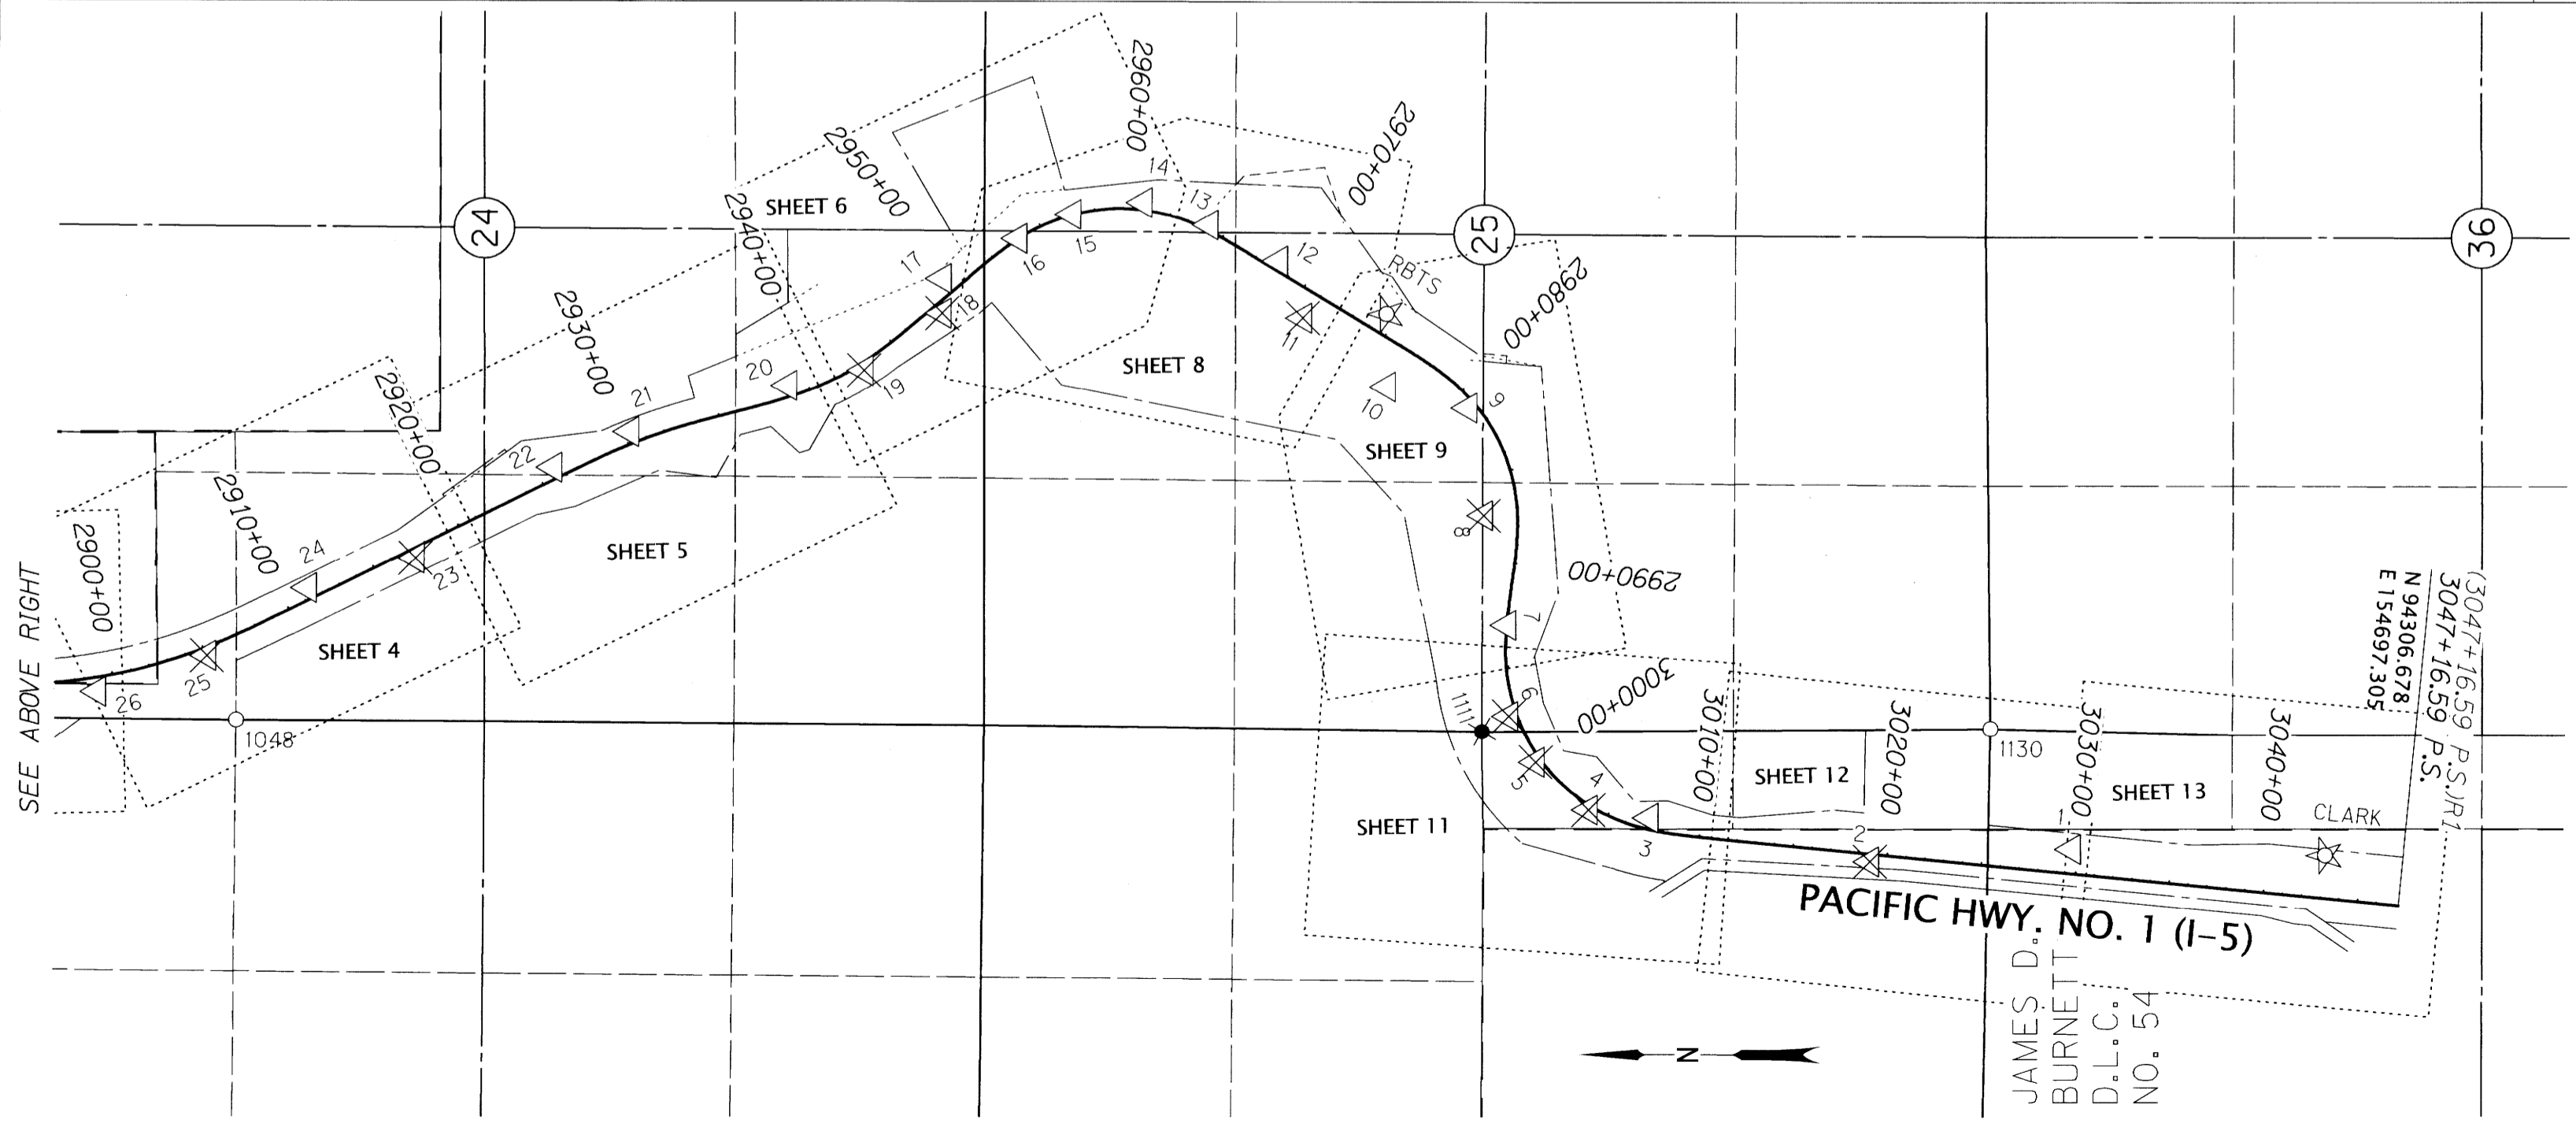 SEE ABOVE RIGHT
2900+00
2910+00
2920+00
2930+00
2940+00
2950+00
2960+00
2970+00
2980+00
2990+00
3000+00
3010+00
3020+00
3030+00
3040+00
24
25
36
SHEET 4
SHEET 5
SHEET 6
SHEET 8
SHEET 9
SHEET 11
SHEET 12
SHEET 13
26
25
24
23
22
21
20
19
18
17
16
15
14
13
12
11
10
9
8
7
6
5
4
3
2
1
RBTS
CLARK
1048
1111
1130
(3047+16.59 P.S.)R1
3047+16.59 P.S.
N 94306.678
E 154697.305
PACIFIC HWY. NO. 1 (I-5)
JAMES D.
BURNETT
D.L.C.
NO. 54
N